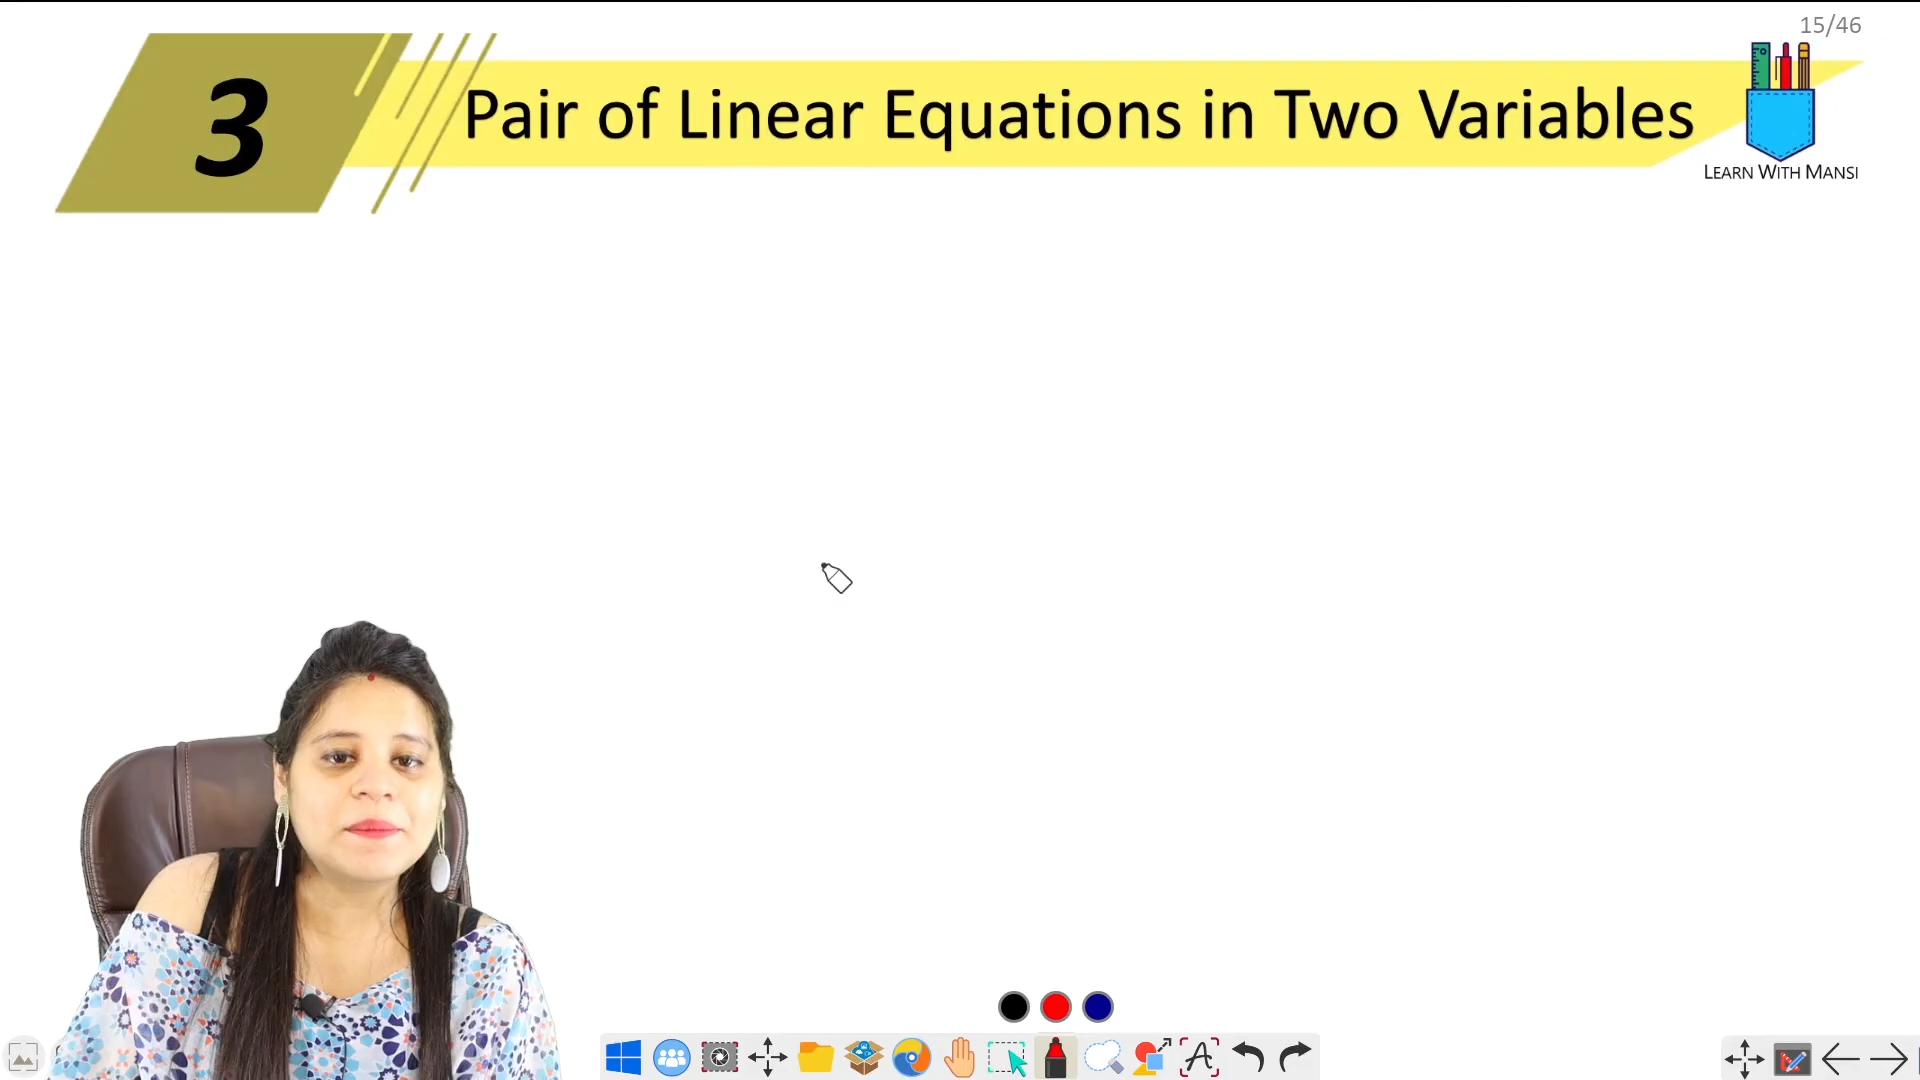 15/46
3
Pair of Linear Equations in Two Variables
LEARN WITH MANSI